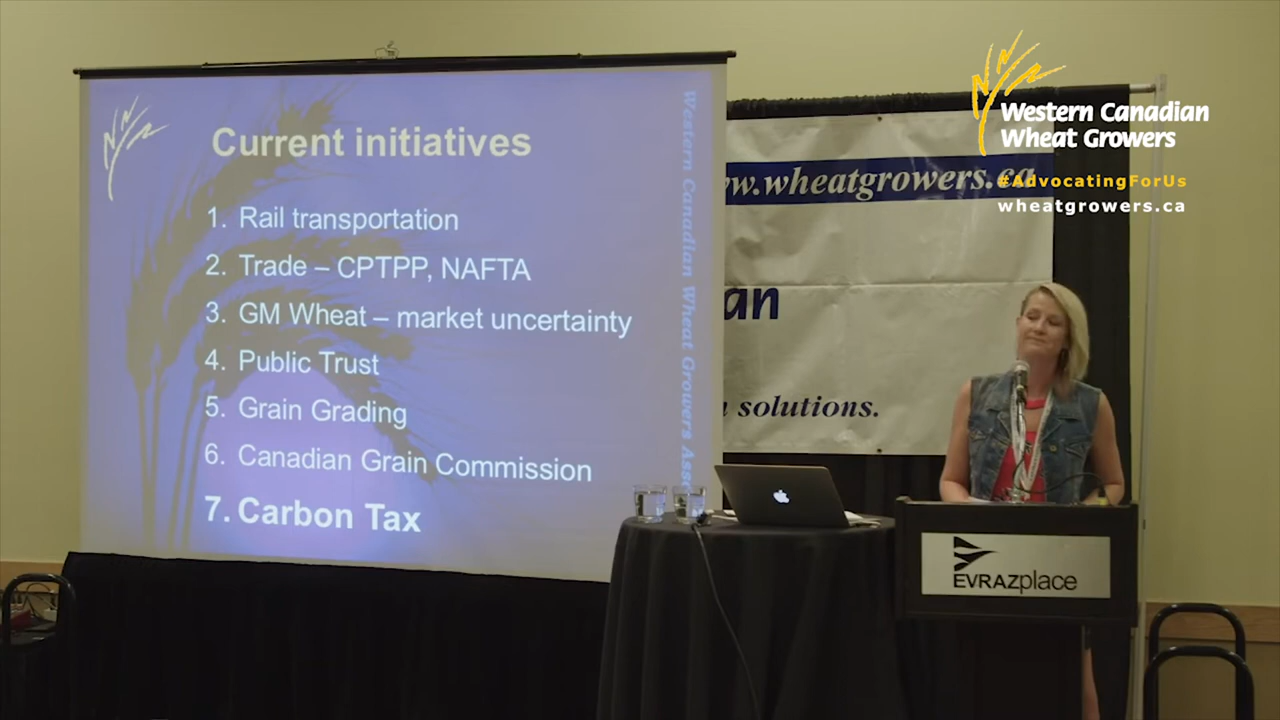 Current initiatives
1. Rail transportation
2. Trade – CPTPP, NAFTA
3. GM Wheat – market uncertainty
4. Public Trust
5. Grain Grading
6. Canadian Grain Commission
7. Carbon Tax
Western Canadian Wheat Growers Asso
www.wheatgrowers.ca
an
solutions.
Western Canadian
Wheat Growers
#AdvocatingForUs
wheatgrowers.ca
EVRAZplace